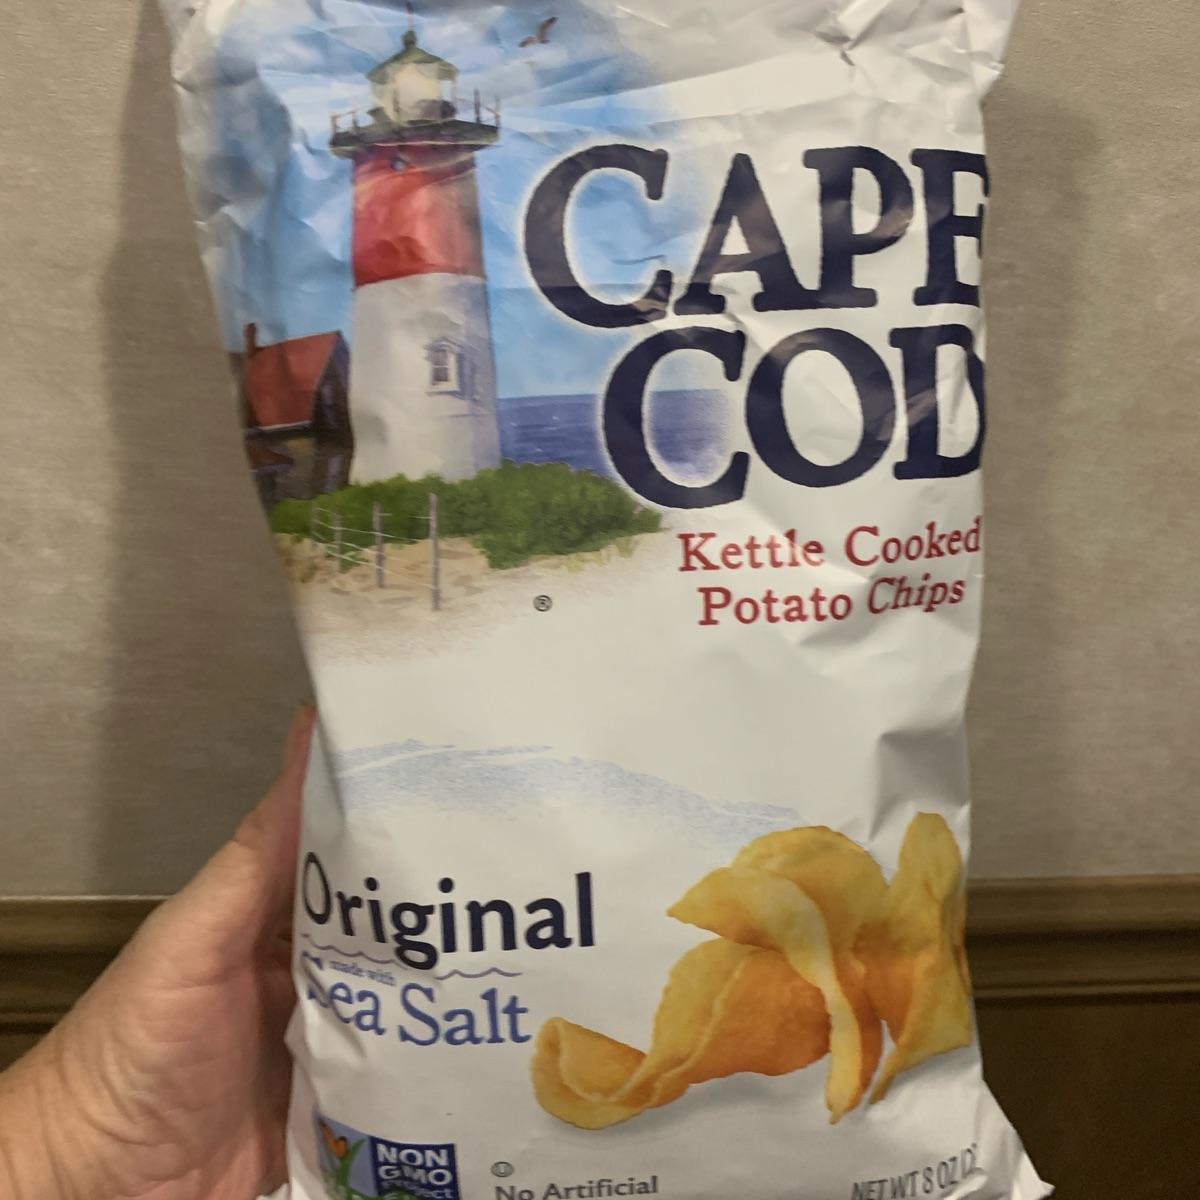 CAPE
COD
Kettle Cooked
Potato Chips
®
Original
made with
Sea Salt
NON
GMO
Project
No Artificial
NET WT 8 OZ